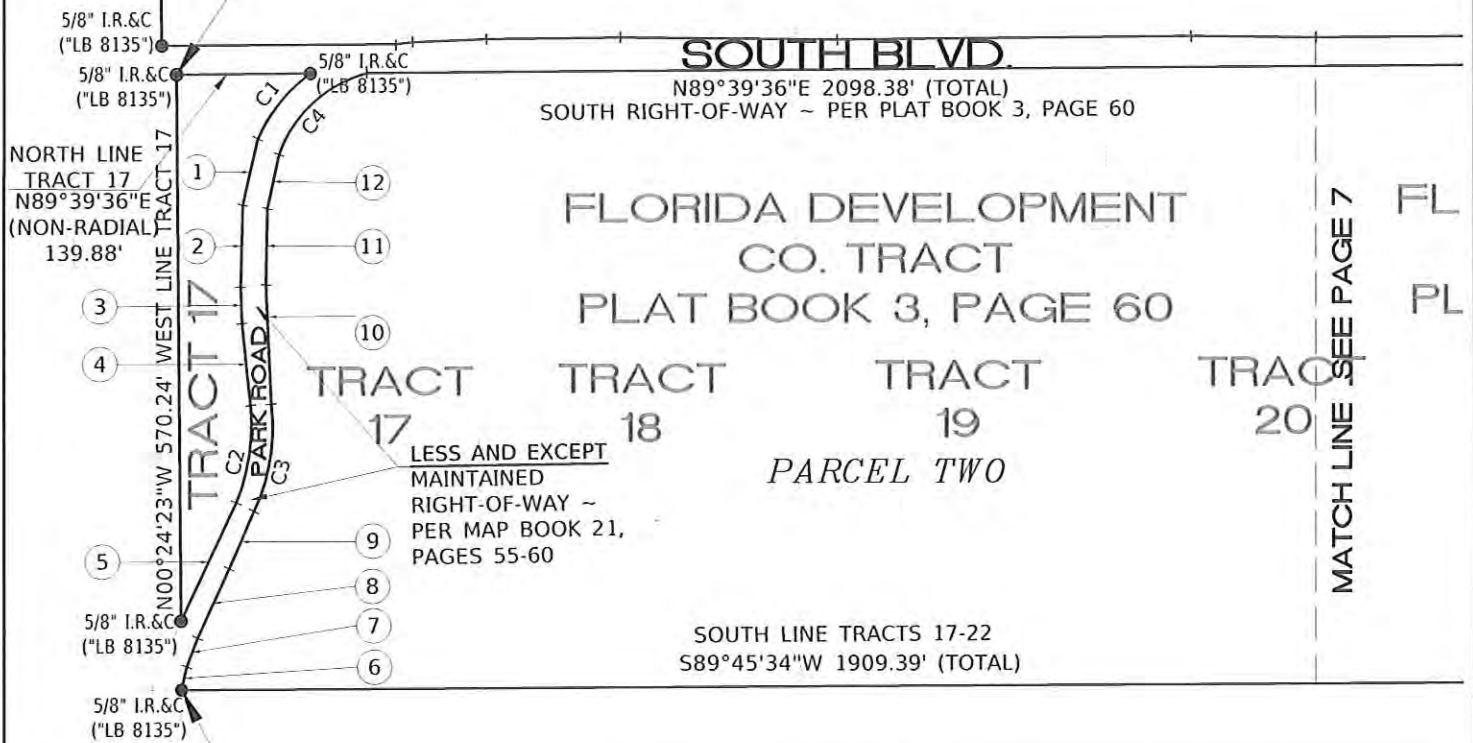 5/8" I.R.&C
("LB 8135")
5/8" I.R.&C
("LB 8135")
5/8" I.R.&C
("LB 8135")
SOUTH BLVD.
N89°39'36"E 2098.38' (TOTAL)
SOUTH RIGHT-OF-WAY ~ PER PLAT BOOK 3, PAGE 60
C1
C4
NORTH LINE
TRACT 17
N89°39'36"E
(NON-RADIAL)
139.88'
1
2
3
4
5
12
11
10
9
8
7
6
N00°24'23"W 570.24' WEST LINE TRACT 17
TRACT 17
PARK ROAD
C2
C3
FLORIDA DEVELOPMENT
CO. TRACT
PLAT BOOK 3, PAGE 60
TRACT
17
TRACT
18
TRACT
19
TRACT
20
PARCEL TWO
LESS AND EXCEPT
MAINTAINED
RIGHT-OF-WAY ~
PER MAP BOOK 21,
PAGES 55-60
MATCH LINE SEE PAGE 7
FL
PL
5/8" I.R.&C
("LB 8135")
SOUTH LINE TRACTS 17-22
S89°45'34"W 1909.39' (TOTAL)
5/8" I.R.&C
("LB 8135")